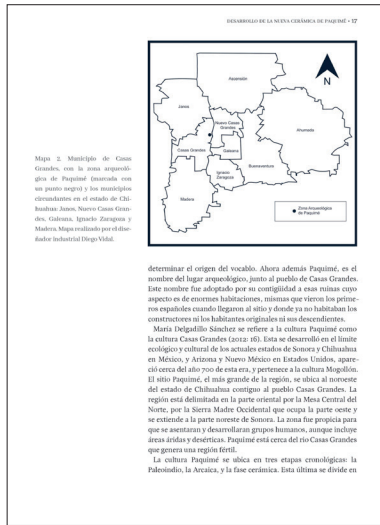 DESARROLLO DE LA NUEVA CERÁMICA DE PAQUIMÉ • 17
N
Ascensión
Janos
Nuevo Casas
Grandes
Ahumada
Casas Grandes
Galeana
Buenaventura
Ignacio
Zaragoza
Madera
Zona Arqueológica
de Paquimé
Mapa 2. Municipio de Casas
Grandes, con la zona arqueoló-
gica de Paquimé (marcada con
un punto negro) y los municipios
circundantes en el estado de Chi-
huahua: Janos, Nuevo Casas Gran-
des, Galeana, Ignacio Zaragoza y
Madera. Mapa realizado por el dise-
ñador industrial Diego Vidal.
determinar el origen del vocablo. Ahora además Paquimé, es el
nombre del lugar arqueológico, junto al pueblo de Casas Grandes.
Este nombre fue adoptado por su contigüidad a esas ruinas cuyo
aspecto es de enormes habitaciones, mismas que vieron los prime-
ros españoles cuando llegaron al sitio y donde ya no habitaban los
constructores ni los habitantes originales ni sus descendientes.
María Delgadillo Sánchez se refiere a la cultura Paquimé como
la cultura Casas Grandes (2012: 16). Esta se desarrolló en el límite
ecológico y cultural de los actuales estados de Sonora y Chihuahua
en México, y Arizona y Nuevo México en Estados Unidos, apare-
ció cerca del año 700 de esta era, y pertenece a la cultura Mogollón.
El sitio Paquimé, el más grande de la región, se ubica al noroeste
del estado de Chihuahua contiguo al pueblo Casas Grandes. La
región está delimitada en la parte oriental por la Mesa Central del
Norte, por la Sierra Madre Occidental que ocupa la parte oeste y
se extiende a la parte noreste de Sonora. La zona fue propicia para
que se asentaran y desarrollaran grupos humanos, aunque incluye
áreas áridas y desérticas. Paquimé está cerca del río Casas Grandes
que genera una región fértil.
La cultura Paquimé se ubica en tres etapas cronológicas: la
Paleoindio, la Arcaica, y la fase cerámica. Esta última se divide en